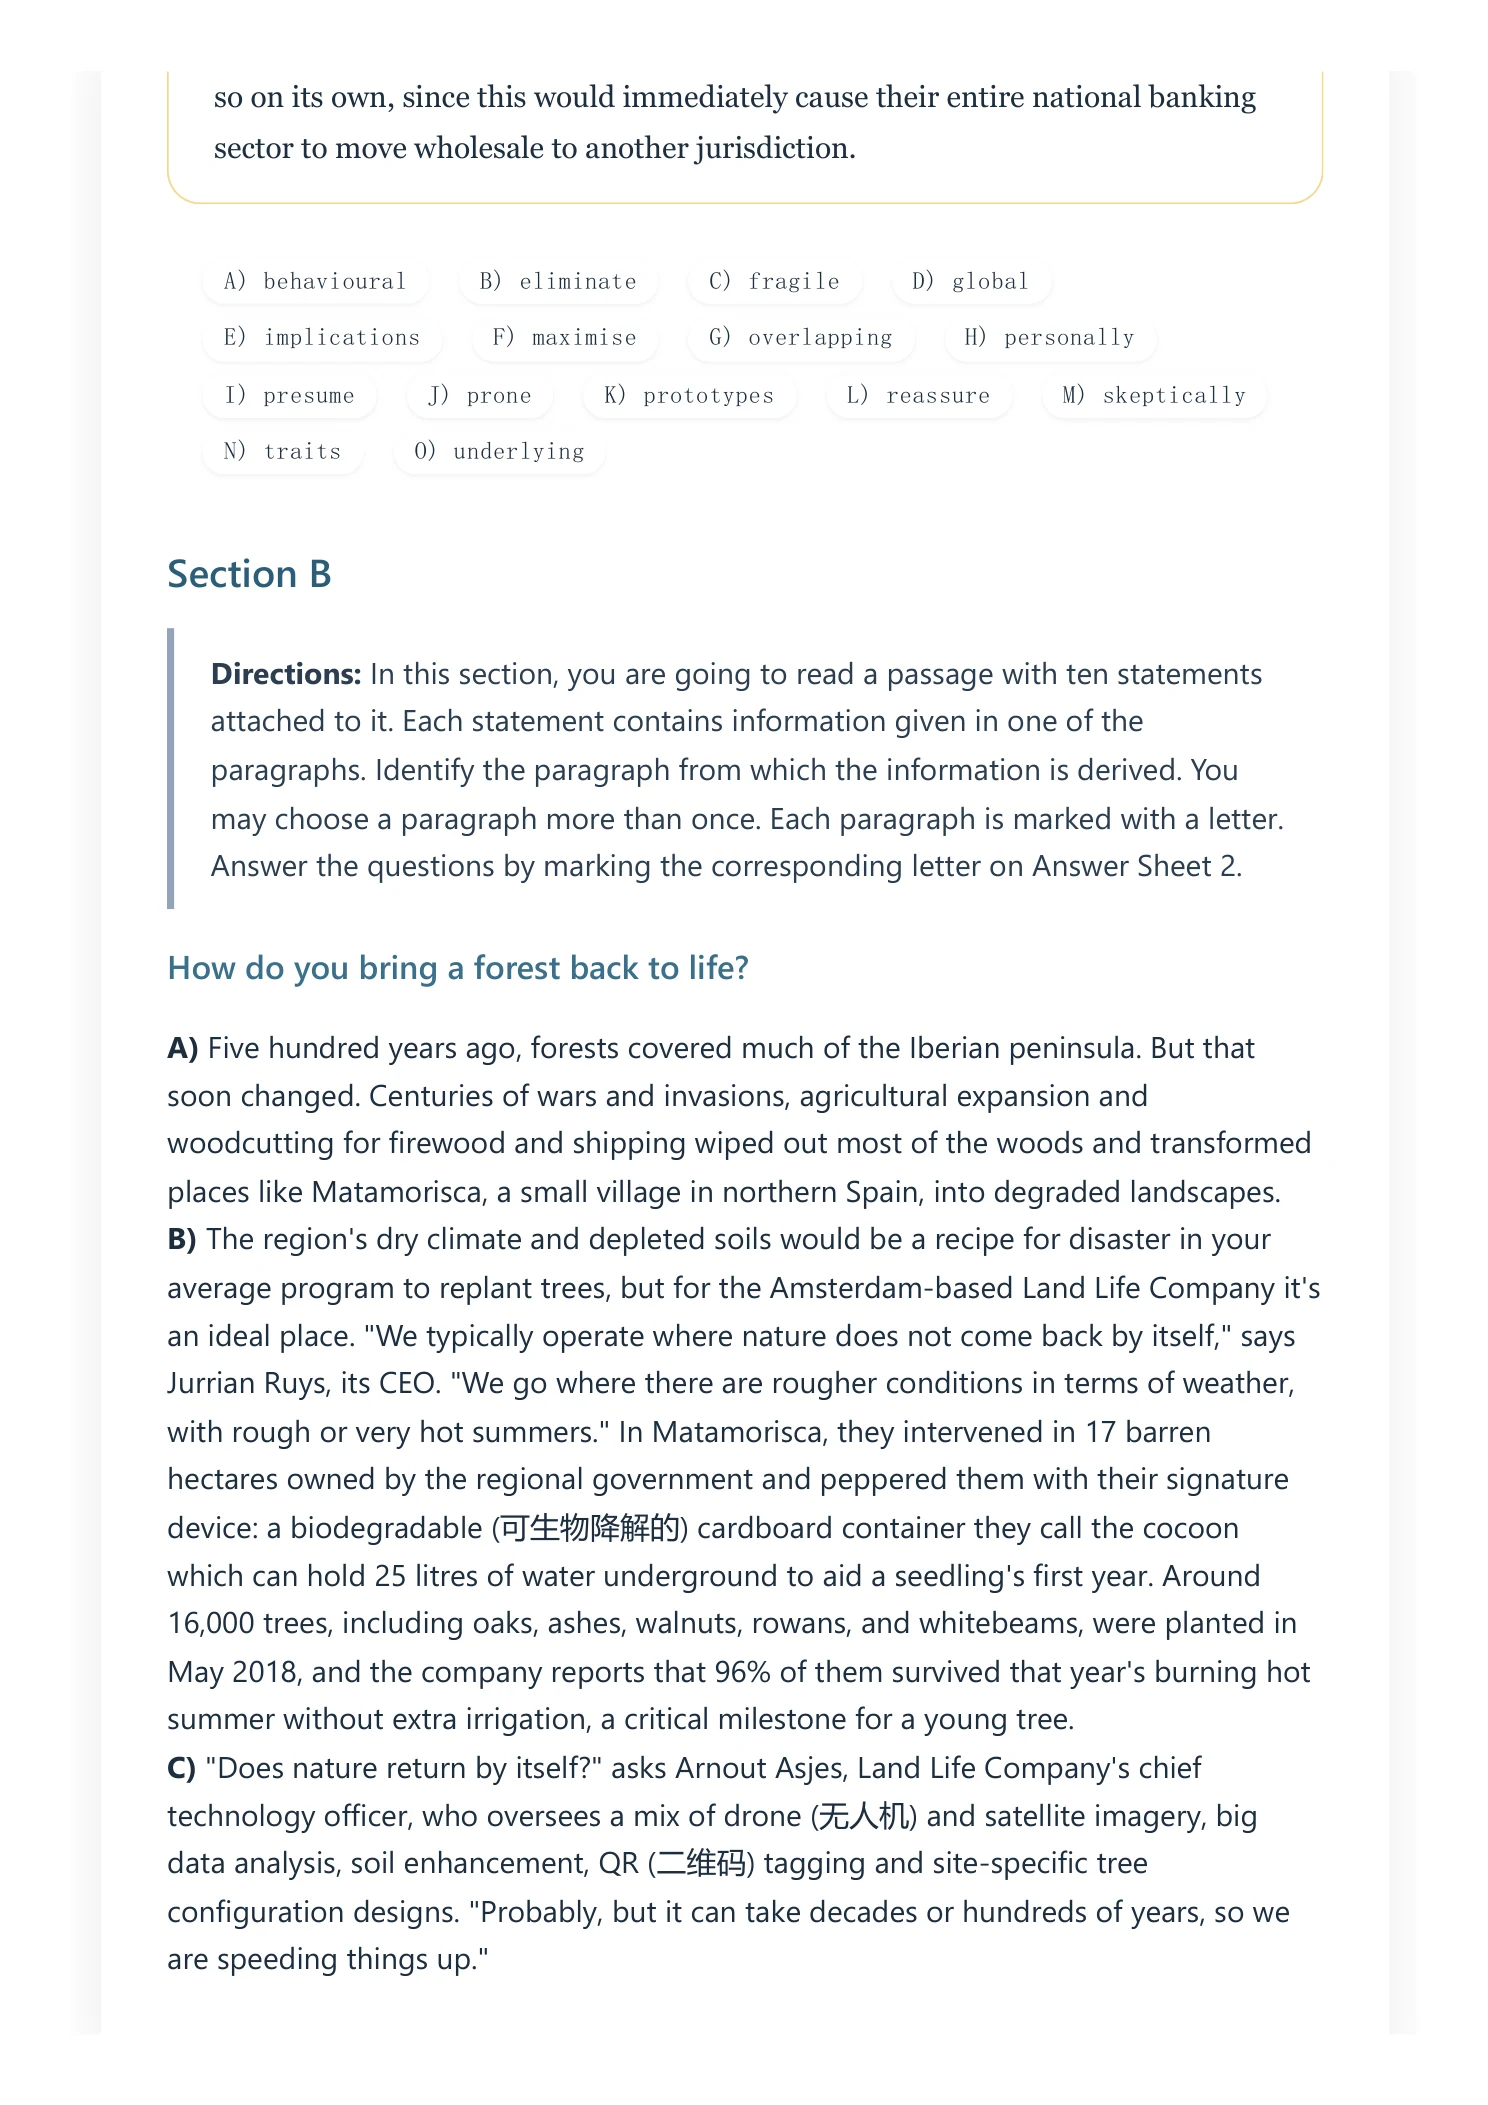 so on its own, since this would immediately cause their entire national banking
sector to move wholesale to another jurisdiction.
A) behavioural B) eliminate C) fragile D) global
E) implications F) maximise G) overlapping H) personally
I) presume J) prone K) prototypes L) reassure M) skeptically
N) traits O) underlying
Section B
Directions: In this section, you are going to read a passage with ten statements
attached to it. Each statement contains information given in one of the
paragraphs. Identify the paragraph from which the information is derived. You
may choose a paragraph more than once. Each paragraph is marked with a letter.
Answer the questions by marking the corresponding letter on Answer Sheet 2.
How do you bring a forest back to life?
A) Five hundred years ago, forests covered much of the Iberian peninsula. But that
soon changed. Centuries of wars and invasions, agricultural expansion and
woodcutting for firewood and shipping wiped out most of the woods and transformed
places like Matamorisca, a small village in northern Spain, into degraded landscapes.
B) The region's dry climate and depleted soils would be a recipe for disaster in your
average program to replant trees, but for the Amsterdam-based Land Life Company it's
an ideal place. "We typically operate where nature does not come back by itself," says
Jurrian Ruys, its CEO. "We go where there are rougher conditions in terms of weather,
with rough or very hot summers." In Matamorisca, they intervened in 17 barren
hectares owned by the regional government and peppered them with their signature
device: a biodegradable (可生物降解的) cardboard container they call the cocoon
which can hold 25 litres of water underground to aid a seedling's first year. Around
16,000 trees, including oaks, ashes, walnuts, rowans, and whitebeams, were planted in
May 2018, and the company reports that 96% of them survived that year's burning hot
summer without extra irrigation, a critical milestone for a young tree.
C) "Does nature return by itself?" asks Arnout Asjes, Land Life Company's chief
technology officer, who oversees a mix of drone (无人机) and satellite imagery, big
data analysis, soil enhancement, QR (二维码) tagging and site-specific tree
configuration designs. "Probably, but it can take decades or hundreds of years, so we
are speeding things up."